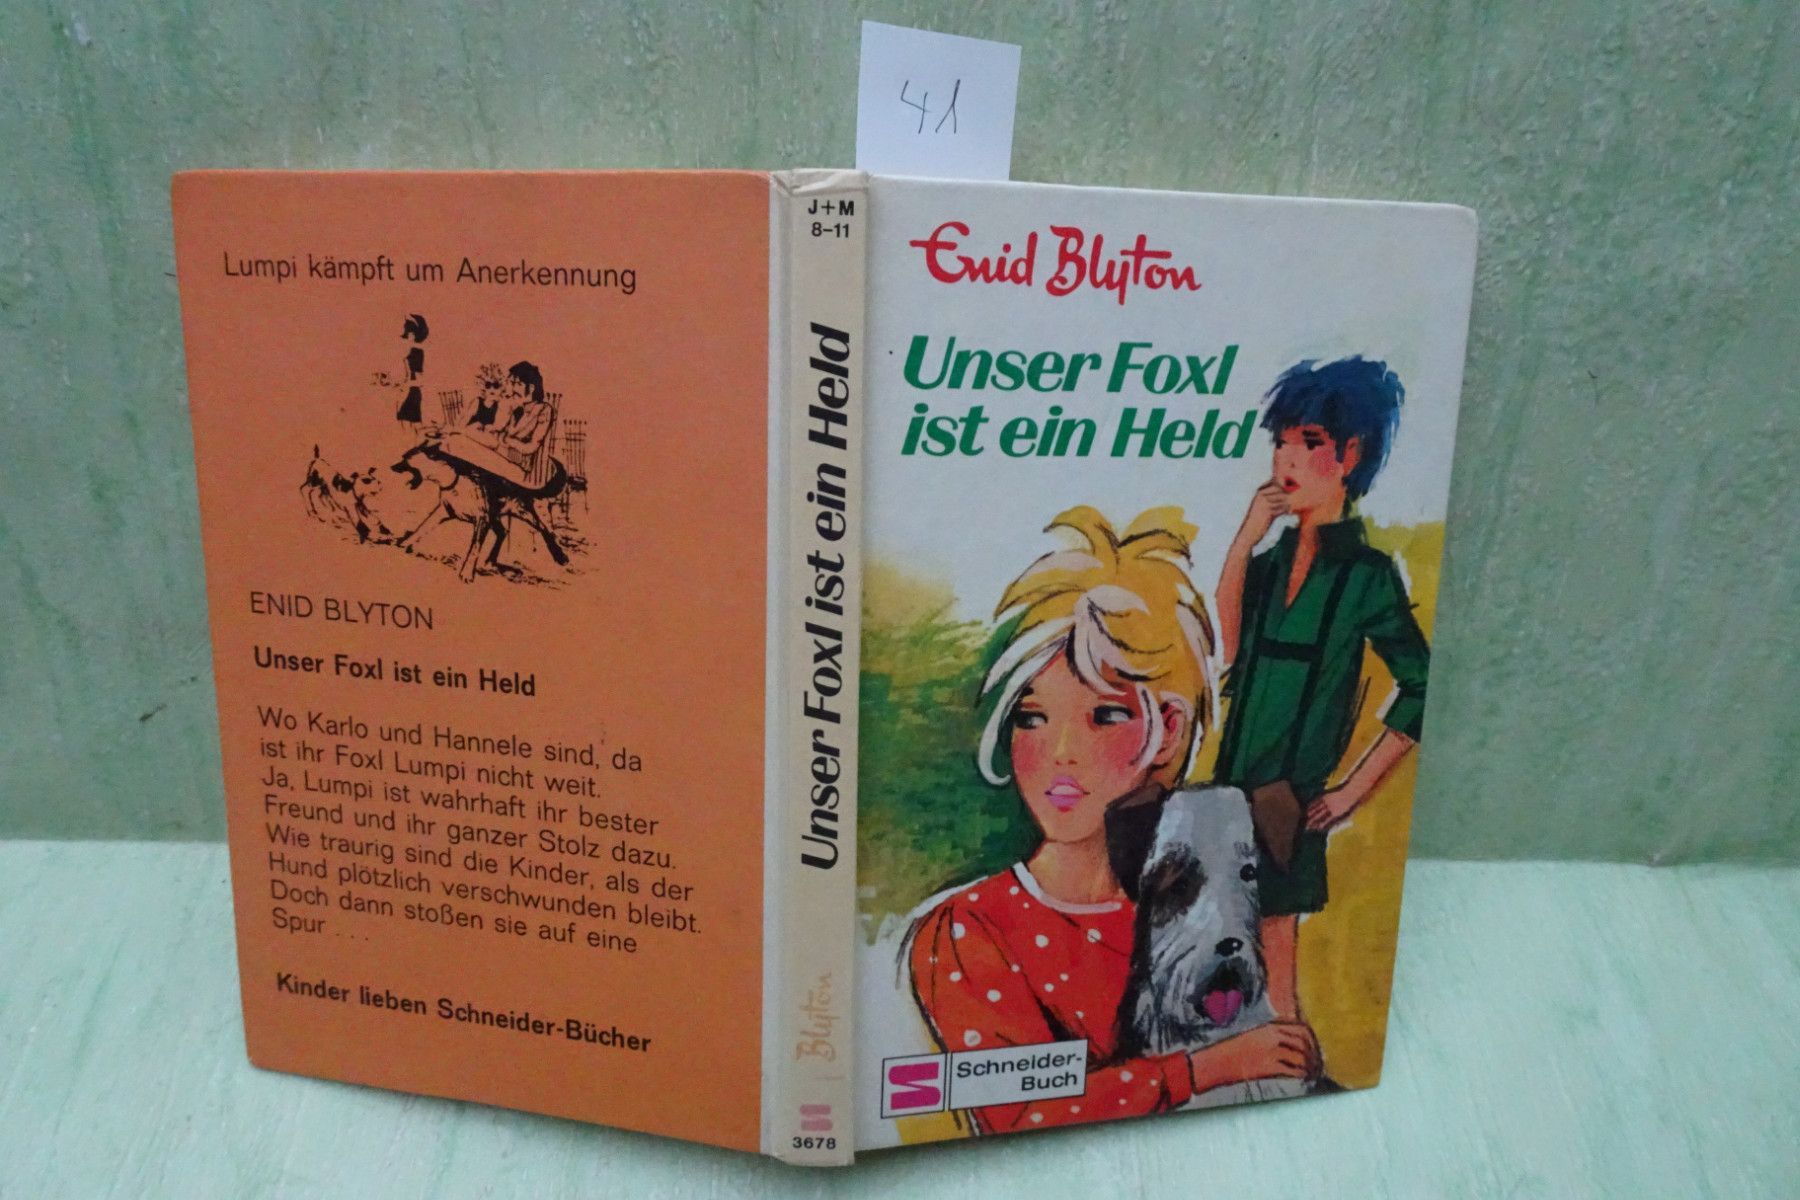 41
Lumpi kämpft um Anerkennung
ENID BLYTON
Unser Foxl ist ein Held
Wo Karlo und Hannele sind, da
ist ihr Foxl Lumpi nicht weit.
Ja, Lumpi ist wahrhaft ihr bester
Freund und ihr ganzer Stolz dazu.
Wie traurig sind die Kinder, als der
Hund plötzlich verschwunden bleibt.
Doch dann stoßen sie auf eine
Spur ...
Kinder lieben Schneider-Bücher
J+M
8–11
Unser Foxl ist ein Held
Blyton
3678
Enid Blyton
Unser Foxl
ist ein Held
Schneider-
Buch